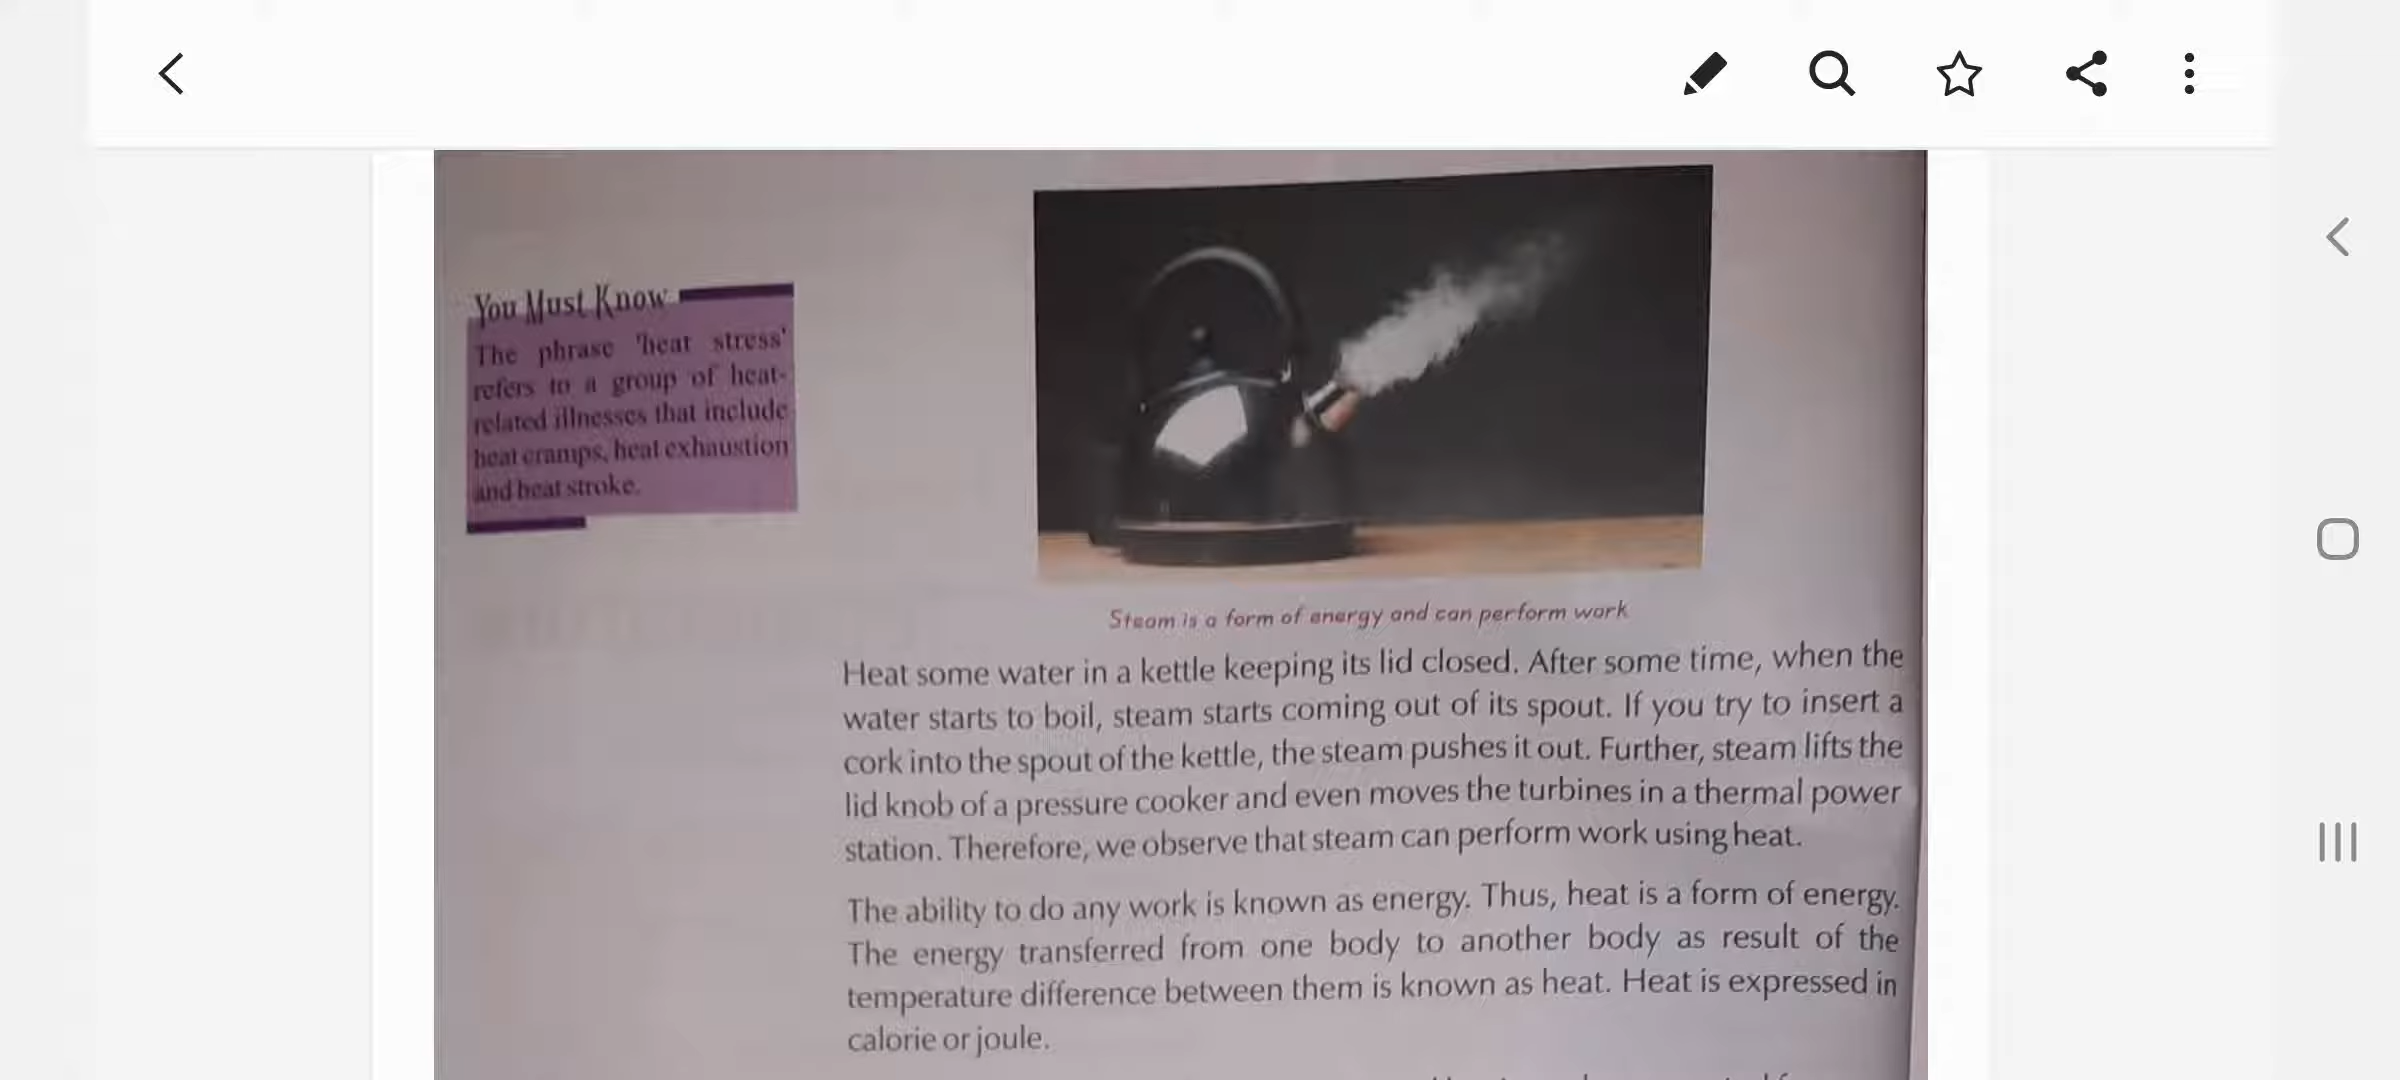 You Must Know
The phrase 'heat stress'
refers to a group of heat-
related illnesses that include
heat cramps, heat exhaustion
and heat stroke.
Steam is a form of energy and can perform work
Heat some water in a kettle keeping its lid closed. After some time, when the
water starts to boil, steam starts coming out of its spout. If you try to insert a
cork into the spout of the kettle, the steam pushes it out. Further, steam lifts the
lid knob of a pressure cooker and even moves the turbines in a thermal power
station. Therefore, we observe that steam can perform work using heat.
The ability to do any work is known as energy. Thus, heat is a form of energy.
The energy transferred from one body to another body as result of the
temperature difference between them is known as heat. Heat is expressed in
calorie or joule.